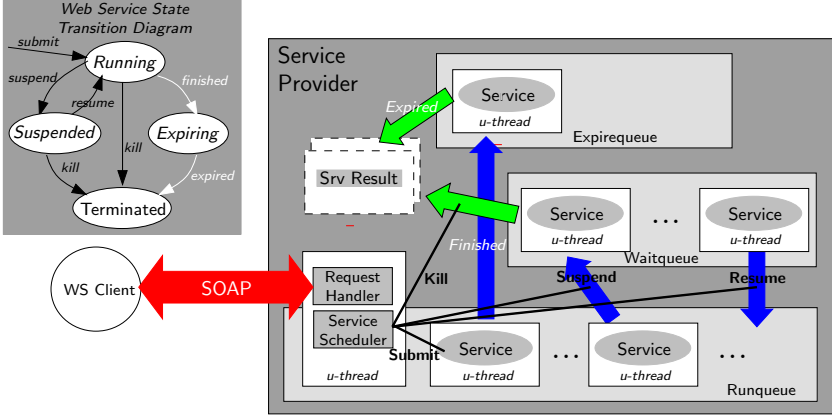 Web Service State
Transition Diagram
submit
Running
suspend
resume
finished
Suspended
Expiring
kill
kill
expired
Terminated
WS Client
SOAP
Service
Provider
Expired
Service
u-thread
Expirequeue
Srv Result
Service
u-thread
...
Service
u-thread
Waitqueue
Finished
Kill
Suspend
Resume
Request
Handler
Service
Scheduler
u-thread
Submit
Service
u-thread
...
Service
u-thread
...
Runqueue